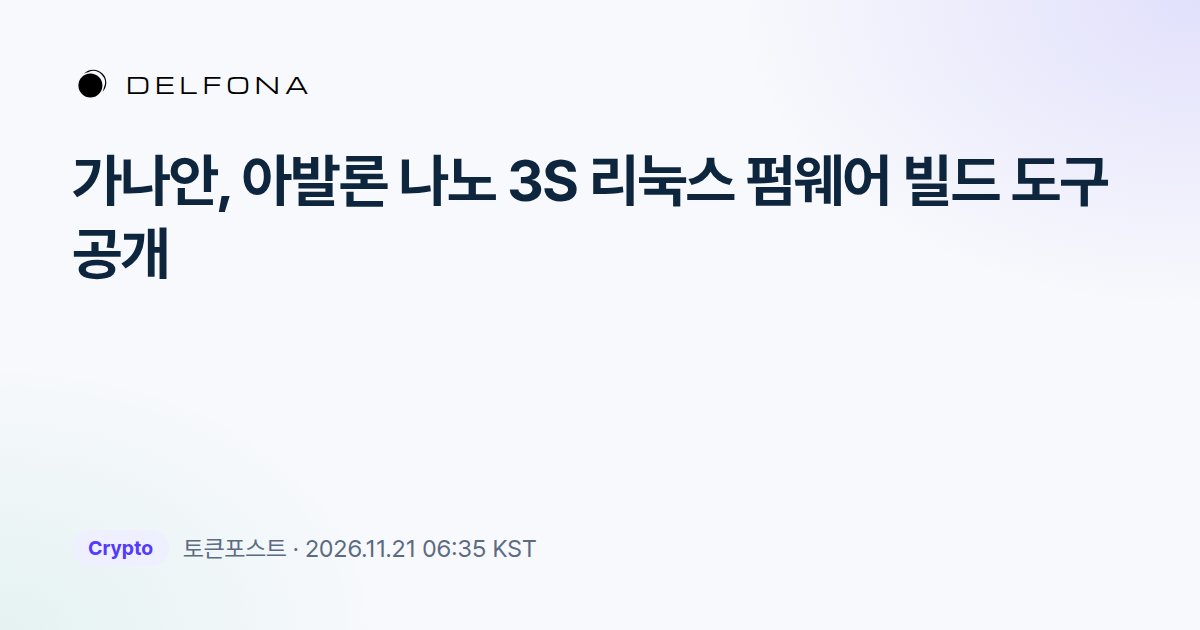 DELFONA
가나안, 아발론 나노 3S 리눅스 펌웨어 빌드 도구
공개
Crypto 토큰포스트 · 2026.11.21 06:35 KST